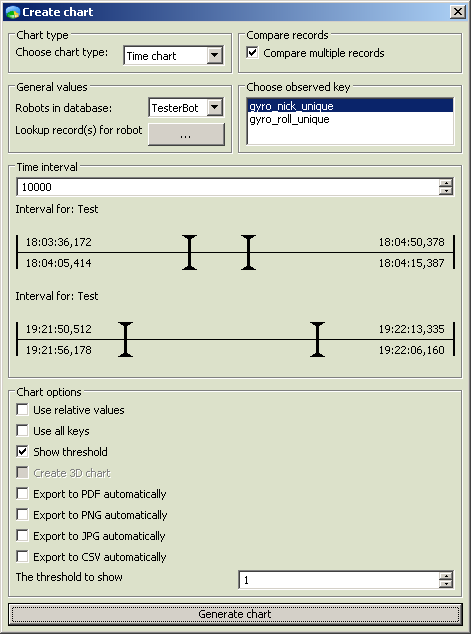 Create chart
Chart type
Choose chart type: Time chart
Compare records
Compare multiple records
General values
Robots in database: TesterBot
Lookup record(s) for robot ...
Choose observed key
gyro_nick_unique
gyro_roll_unique
Time interval
10000
Interval for: Test
18:03:36,172 18:04:50,378
18:04:05,414 18:04:15,387
Interval for: Test
19:21:50,512 19:22:13,335
19:21:56,178 19:22:06,160
Chart options
Use relative values
Use all keys
Show threshold
Create 3D chart
Export to PDF automatically
Export to PNG automatically
Export to JPG automatically
Export to CSV automatically
The threshold to show 1
Generate chart